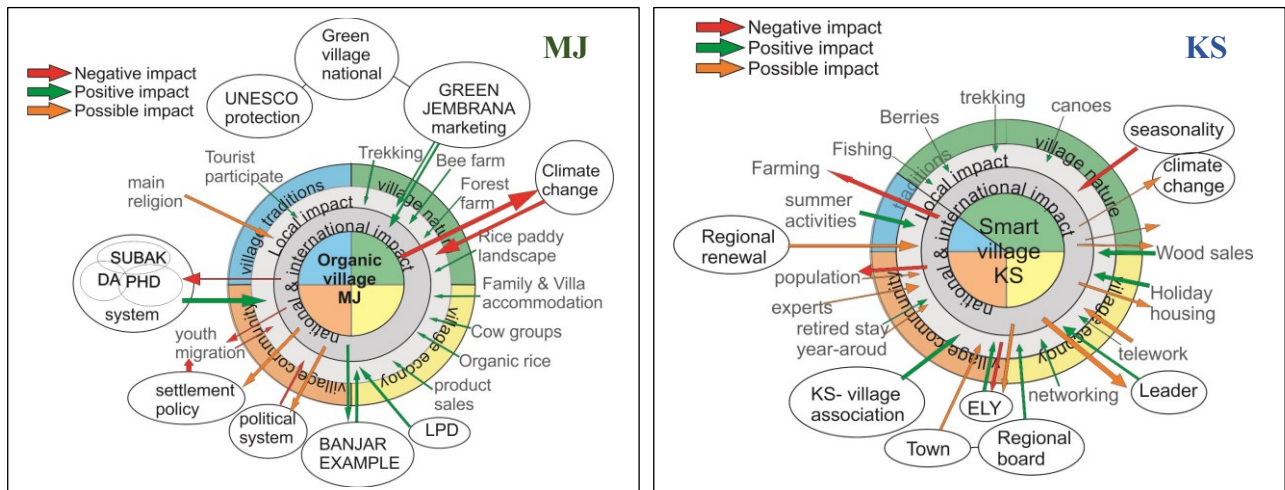 MJ
Green
village
national
Negative impact
Positive impact
Possible impact
UNESCO
protection
GREEN
JEMBRANA
marketing
Tourist
participate
Trekking
Bee farm
Forest
farm
Climate
change
main
religion
village traditions
village nature
Local impact
national & international impact
Rice paddy
landscape
SUBAK
DA PHD
system
Organic
village
MJ
Family & Villa
accommodation
Cow groups
Organic rice
youth
migration
village community
village econoy
product
sales
settlement
policy
political
system
BANJAR
EXAMPLE
LPD
KS
Negative impact
Positive impact
Possible impact
trekking
canoes
Berries
Fishing
Farming
seasonality
climate
change
traditions
village nature
Local impact
national & international impact
summer
activities
Regional
renewal
Smart
village
KS
Wood sales
population
Holiday
housing
experts
retired stay
year-aroud
village community
village econdy
telework
networking
Leader
KS- village
association
ELY
Town
Regional
board